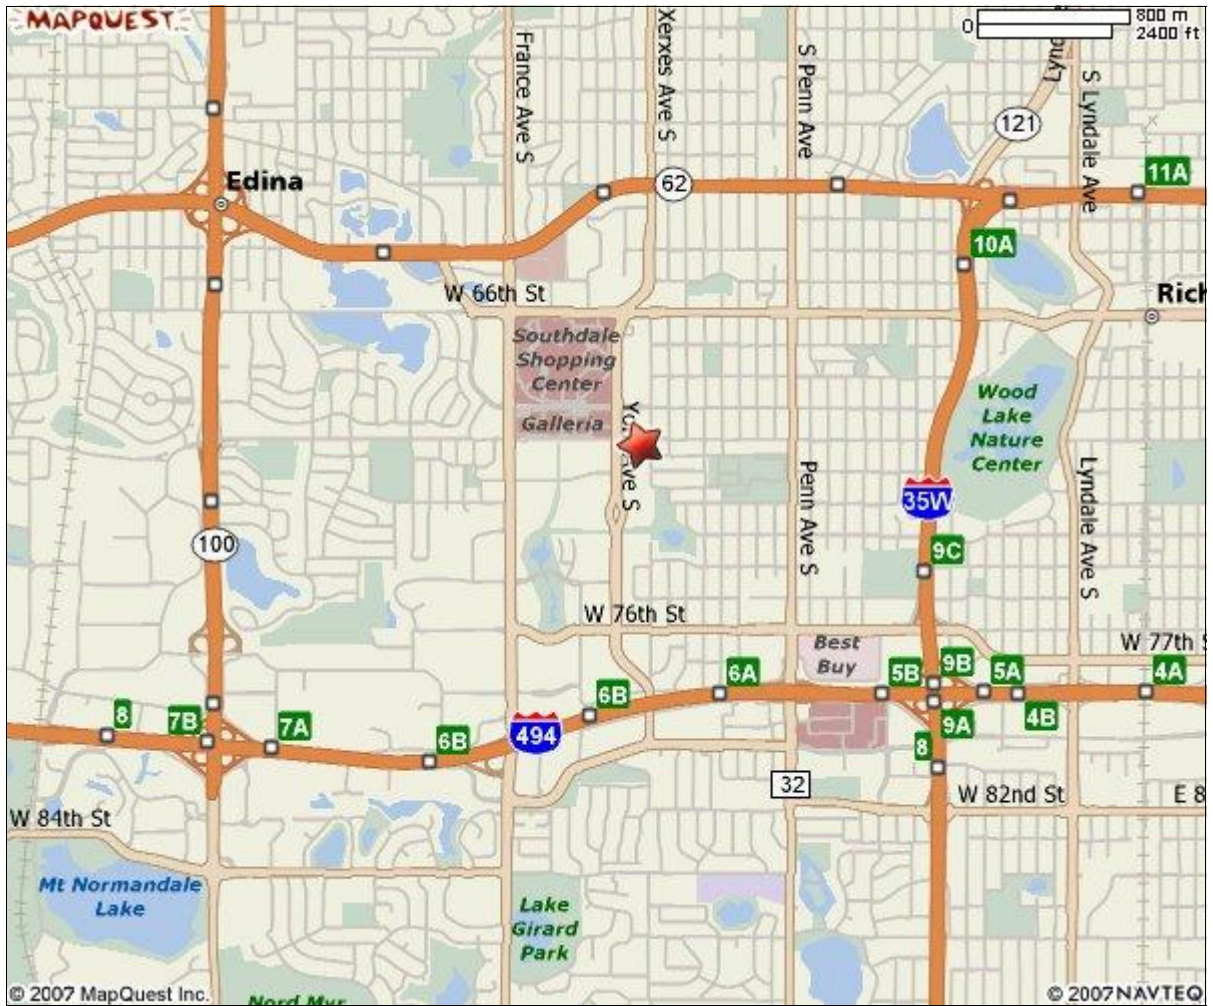 MAPQUEST
0
800 m
2400 ft
France Ave S
Xerxes Ave S
S Penn Ave
S Lyndale Ave
121
Edina
62
11A
10A
W 66th St
Rich
Southdale
Shopping
Center
Galleria
Wood
Lake
Nature
Center
Ave S
Penn Ave S
Lyndale Ave S
35W
100
9C
W 76th St
Best
Buy
W 77th S
6A
5B
9B
5A
4A
6B
8
7B
7A
6B
494
9A
4B
8
32
W 82nd St
E 8
W 84th St
Mt Normandale
Lake
Lake
Girard
Park
Nord Myr
© 2007 MapQuest Inc.
© 2007 NAVTEQ